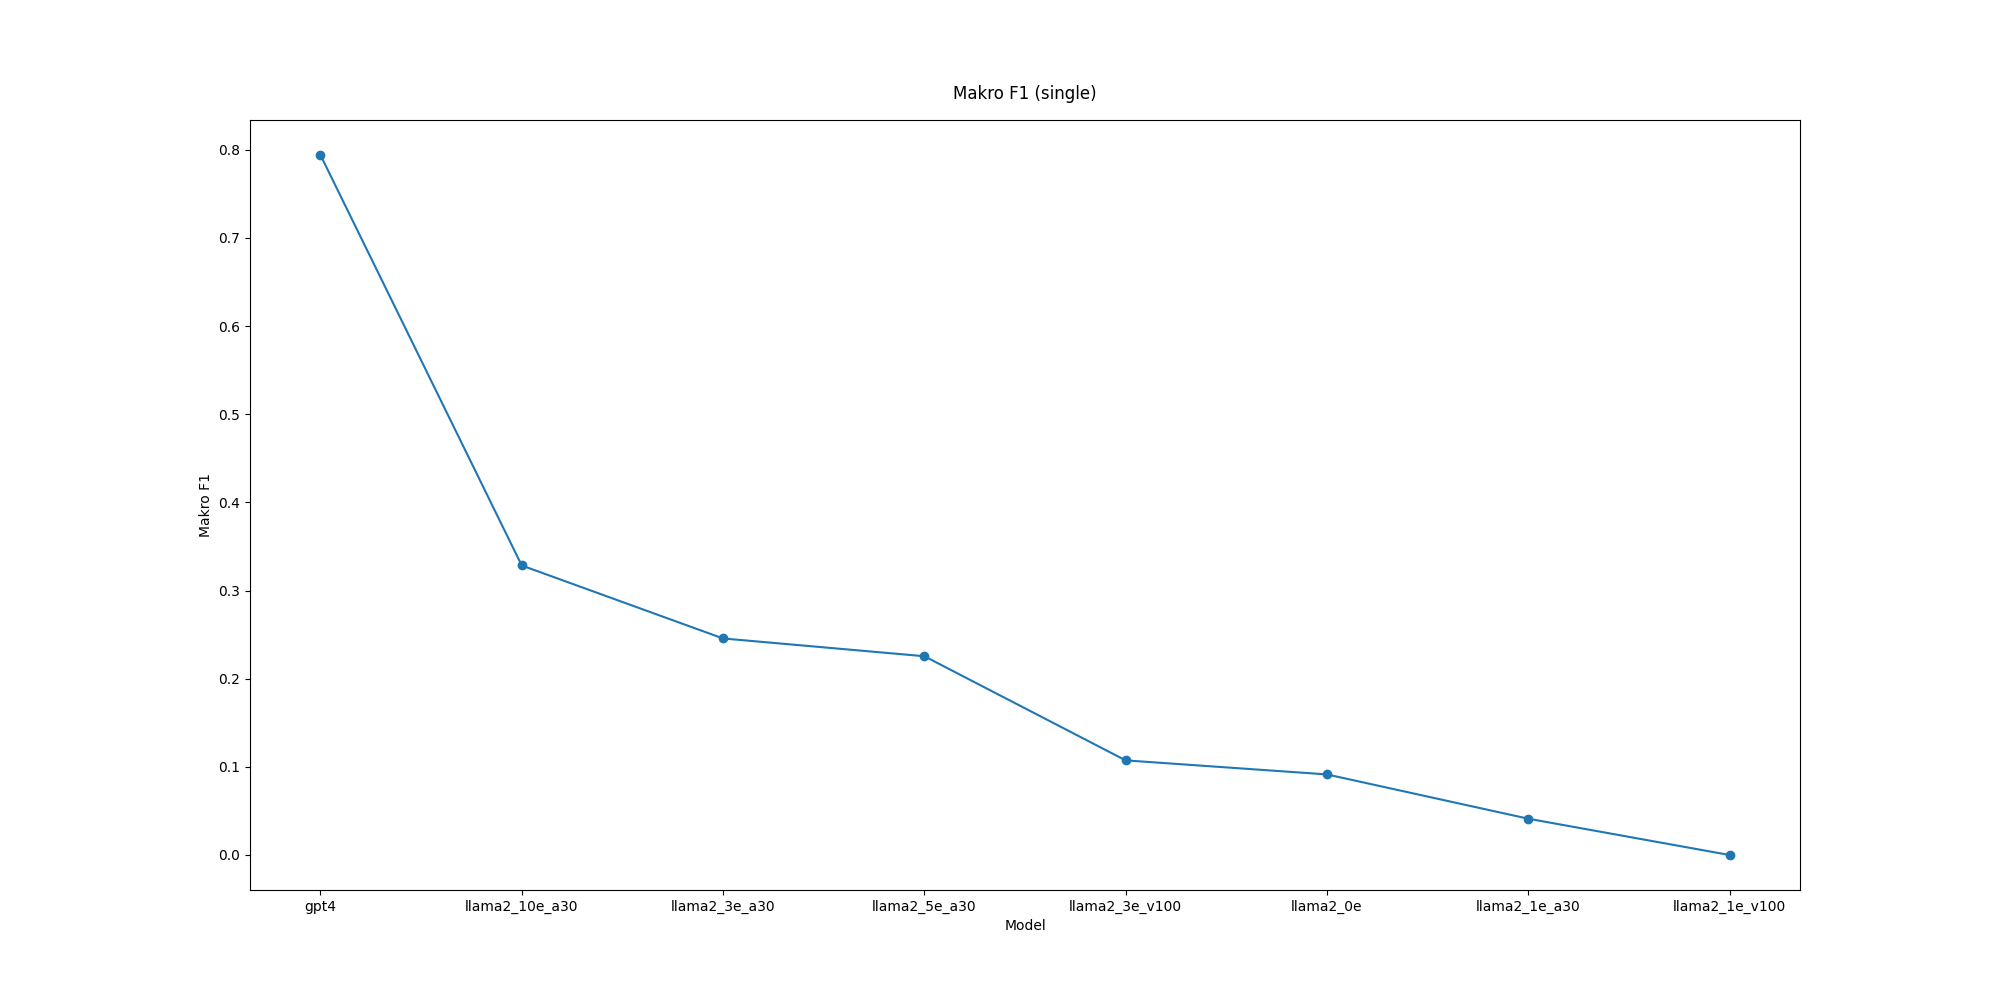 Makro F1 (single)
0.8
0.7
0.6
0.5
0.4
0.3
0.2
0.1
0.0
Makro F1
gpt4 llama2_10e_a30 llama2_3e_a30 llama2_5e_a30 llama2_3e_v100 llama2_0e llama2_1e_a30 llama2_1e_v100
Model